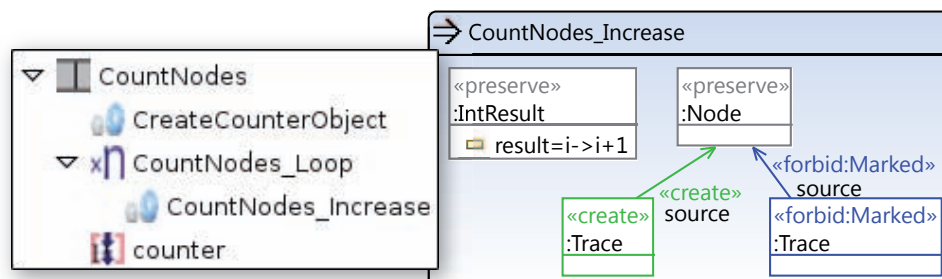 CountNodes
CreateCounterObject
CountNodes_Loop
CountNodes_Increase
counter
CountNodes_Increase
«preserve»
:IntResult
result=i->i+1
«preserve»
:Node
«create»
source
«forbid:Marked»
source
«create»
:Trace
«forbid:Marked»
:Trace